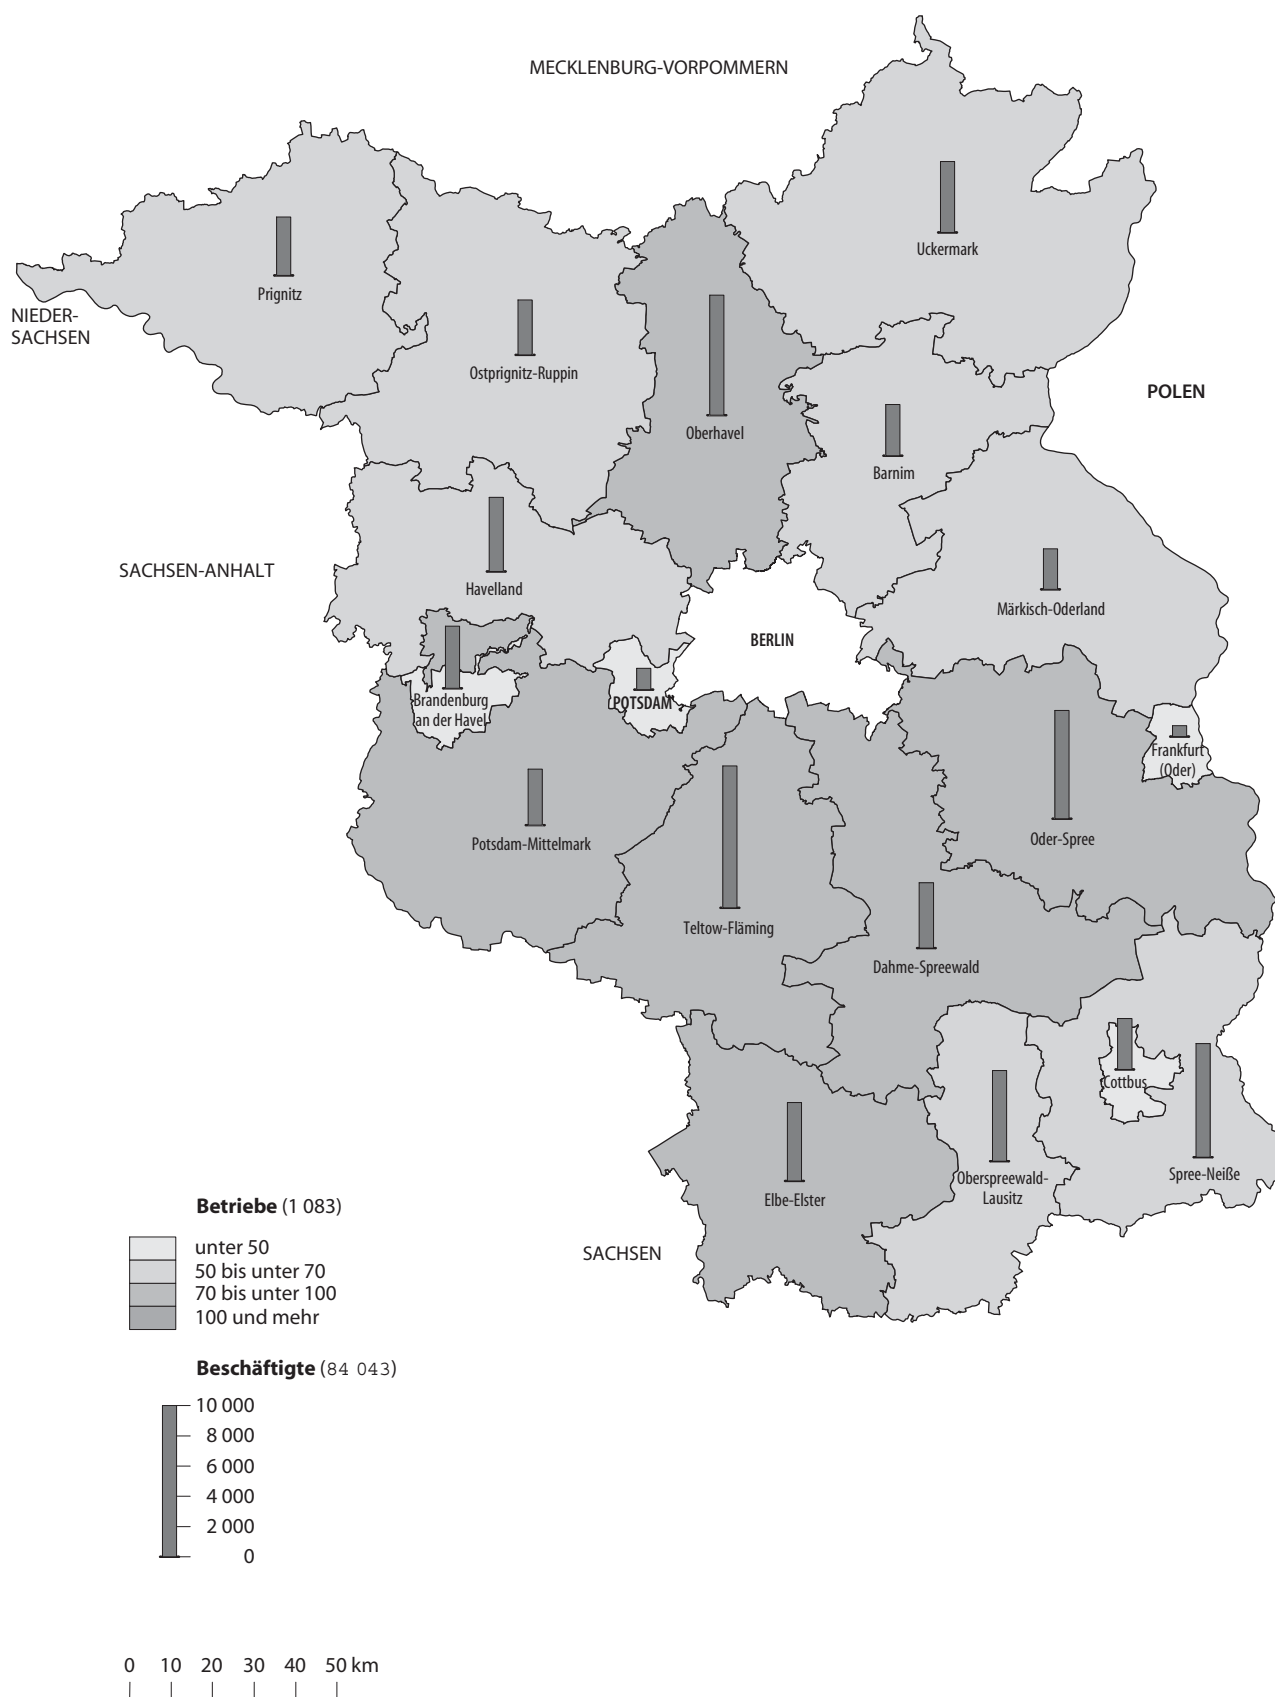 MECKLENBURG-VORPOMMERN
Uckermark
Prignitz
NIEDER-
SACHSEN
Ostprignitz-Ruppin
POLEN
Oberhavel
Barnim
SACHSEN-ANHALT
Havelland
Märkisch-Oderland
BERLIN
Brandenburg
an der Havel
POTSDAM
Frankfurt
(Oder)
Potsdam-Mittelmark
Oder-Spree
Teltow-Fläming
Dahme-Spreewald
Cottbus
Spree-Neiße
Oberspreewald-
Lausitz
Elbe-Elster
SACHSEN
Betriebe (1 083)
unter 50
50 bis unter 70
70 bis unter 100
100 und mehr
Beschäftigte (84 043)
10 000
8 000
6 000
4 000
2 000
0
0 10 20 30 40 50 km